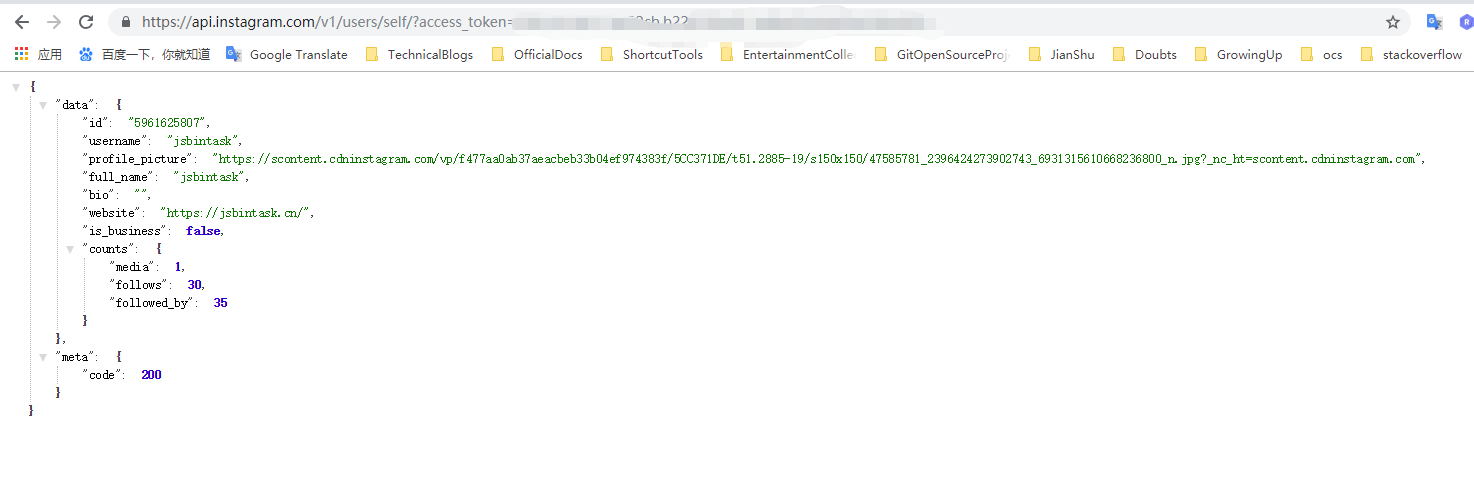 https://api.instagram.com/v1/users/self/?access_token=
应用 百度一下，你就知道 Google Translate TechnicalBlogs OfficialDocs ShortcutTools EntertainmentColle GitOpenSourceProje JianShu Doubts GrowingUp ocs stackoverflow
{
"data": {
"id": "5961625807",
"username": "jsbintask",
"profile_picture": "https://scontent.cdninstagram.com/vp/f477aa0ab37aeacbeb33b04ef974383f/5CC371DE/t51.2885-19/s150x150/47585781_2396424273902743_6931315610668236800_n.jpg?_nc_ht=scontent.cdninstagram.com",
"full_name": "jsbintask",
"bio": "",
"website": "https://jsbintask.cn/",
"is_business": false,
"counts": {
"media": 1,
"follows": 30,
"followed_by": 35
}
},
"meta": {
"code": 200
}
}